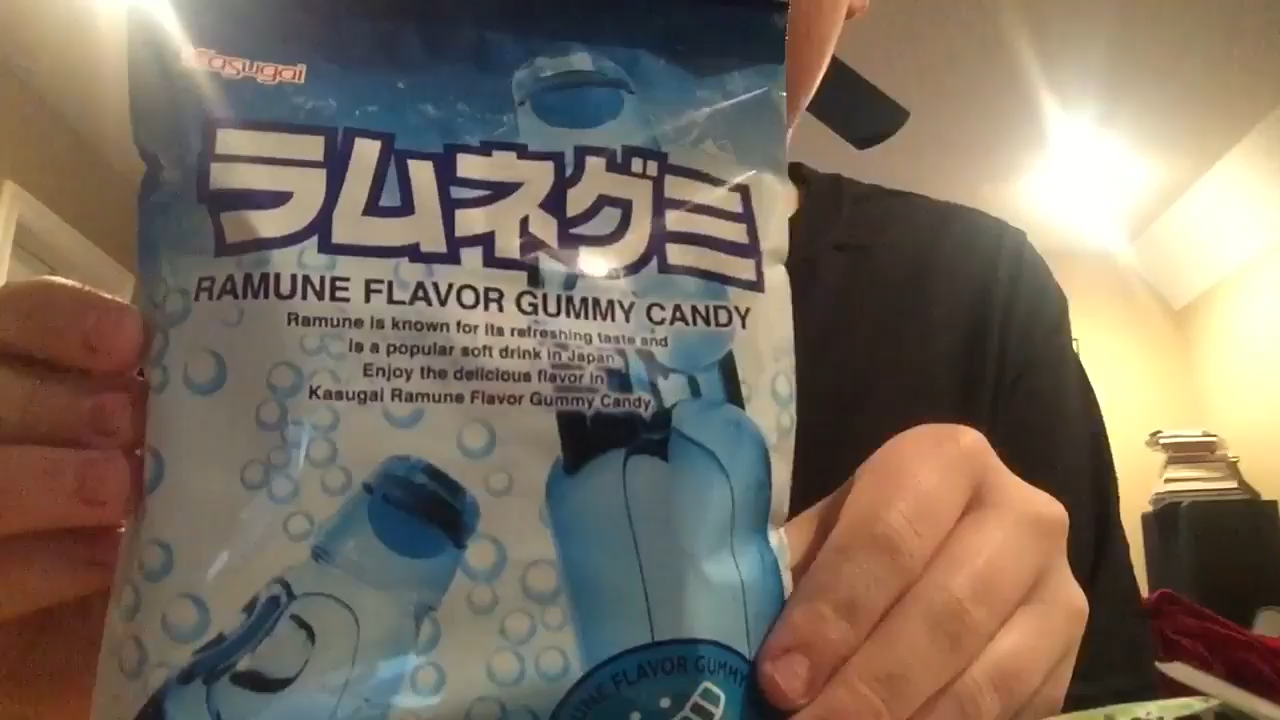 Kasugai
ラムネグミ
RAMUNE FLAVOR GUMMY CANDY
Ramune is known for its refreshing taste and
is a popular soft drink in Japan
Enjoy the delicious flavor in
Kasugai Ramune Flavor Gummy Candy
FLAVOR GUMMY